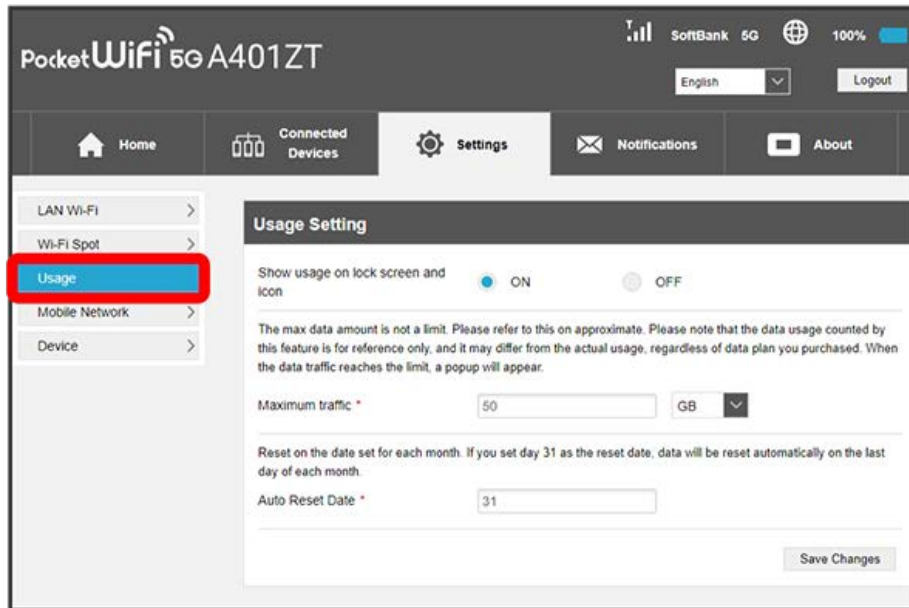 SoftBank 5G 100%
Pocket WiFi 5G A401ZT
English Logout
Home Connected Devices Settings Notifications About
LAN Wi-Fi
Wi-Fi Spot
Usage
Mobile Network
Device
Usage Setting
Show usage on lock screen and
icon
ON OFF
The max data amount is not a limit. Please refer to this on approximate. Please note that the data usage counted by
this feature is for reference only, and it may differ from the actual usage, regardless of data plan you purchased. When
the data traffic reaches the limit, a popup will appear.
Maximum traffic * 50 GB
Reset on the date set for each month. If you set day 31 as the reset date, data will be reset automatically on the last
day of each month.
Auto Reset Date * 31
Save Changes